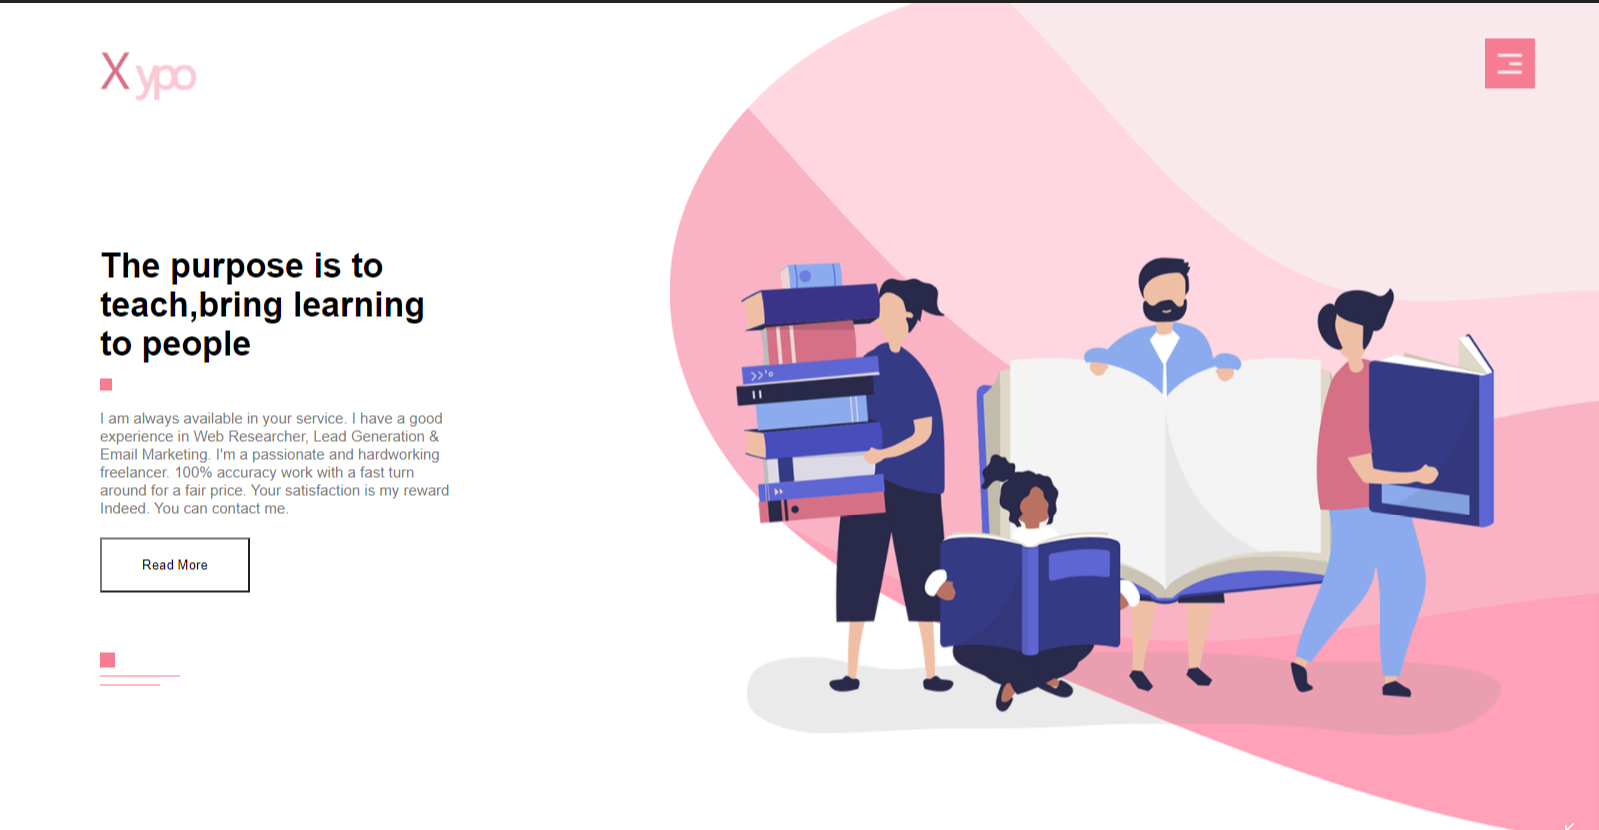 X ypo
The purpose is to
teach,bring learning
to people
I am always available in your service. I have a good
experience in Web Researcher, Lead Generation &
Email Marketing. I'm a passionate and hardworking
freelancer. 100% accuracy work with a fast turn
around for a fair price. Your satisfaction is my reward
Indeed. You can contact me.
Read More